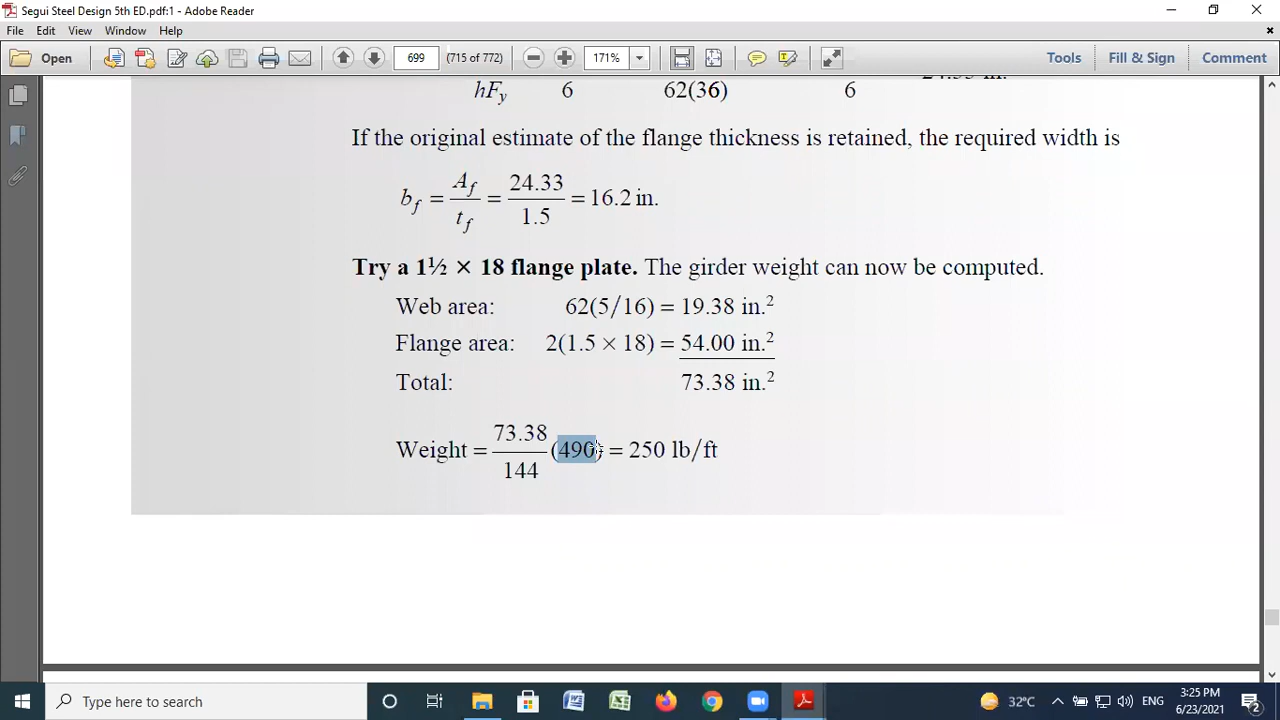 Segui Steel Design 5th ED.pdf:1 - Adobe Reader
File Edit View Window Help
Open 699 (715 of 772) 171% Tools Fill & Sign Comment
hFy 6 62(36) 6
If the original estimate of the flange thickness is retained, the required width is
bf = Af/tf = 24.33/1.5 = 16.2 in.
Try a 1½ × 18 flange plate. The girder weight can now be computed.
Web area: 62(5/16) = 19.38 in.²
Flange area: 2(1.5 × 18) = 54.00 in.²
Total: 73.38 in.²
Weight = 73.38/144 (490) = 250 lb/ft
Type here to search
32°C ENG 3:25 PM
6/23/2021 2